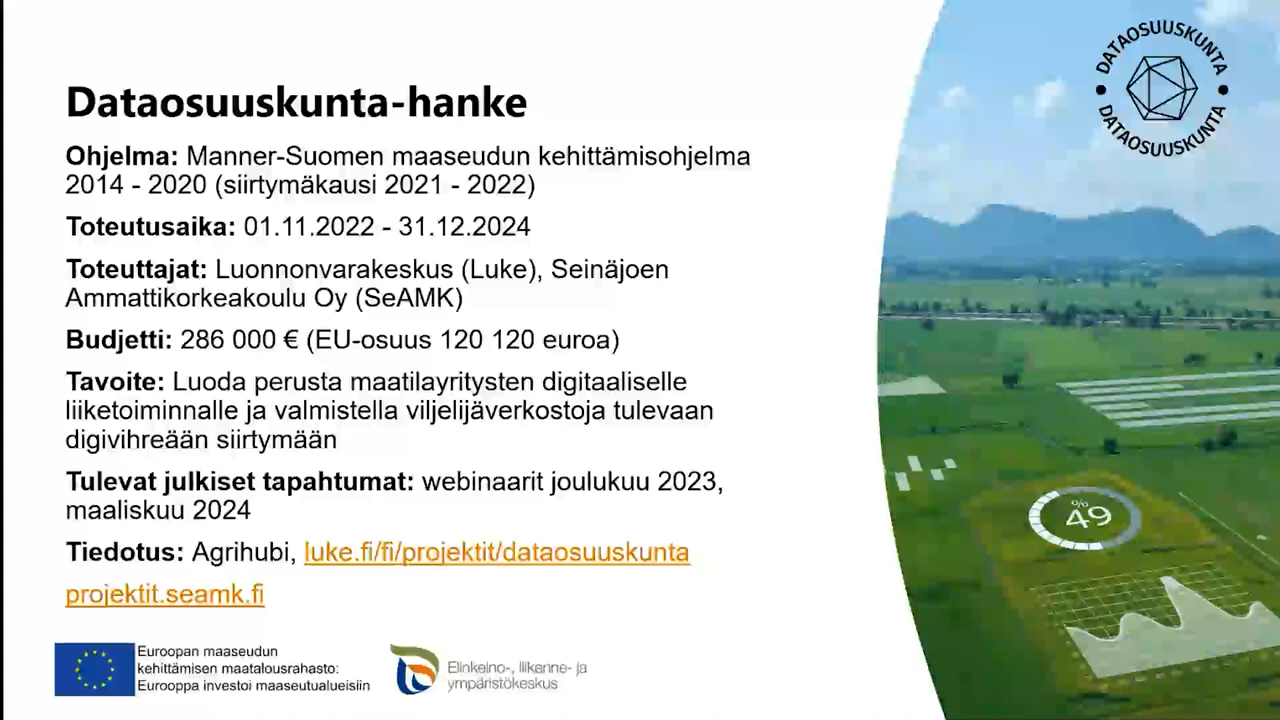 Dataosuuskunta-hanke
Ohjelma: Manner-Suomen maaseudun kehittämisohjelma
2014 - 2020 (siirtymäkausi 2021 - 2022)
Toteutusaika: 01.11.2022 - 31.12.2024
Toteuttajat: Luonnonvarakeskus (Luke), Seinäjoen
Ammattikorkeakoulu Oy (SeAMK)
Budjetti: 286 000 € (EU-osuus 120 120 euroa)
Tavoite: Luoda perusta maatilayritysten digitaaliselle
liiketoiminnalle ja valmistella viljelijäverkostoja tulevaan
digivihreään siirtymään
Tulevat julkiset tapahtumat: webinaarit joulukuu 2023,
maaliskuu 2024
Tiedotus: Agrihubi, luke.fi/fi/projektit/dataosuuskunta
projektit.seamk.fi
Euroopan maaseudun
kehittämisen maatalousrahasto:
Eurooppa investoi maaseutualueisiin
Elinkeino-, liikenne- ja
ympäristökeskus
DATAOSUUSKUNTA
DATAOSUUSKUNTA
%
49